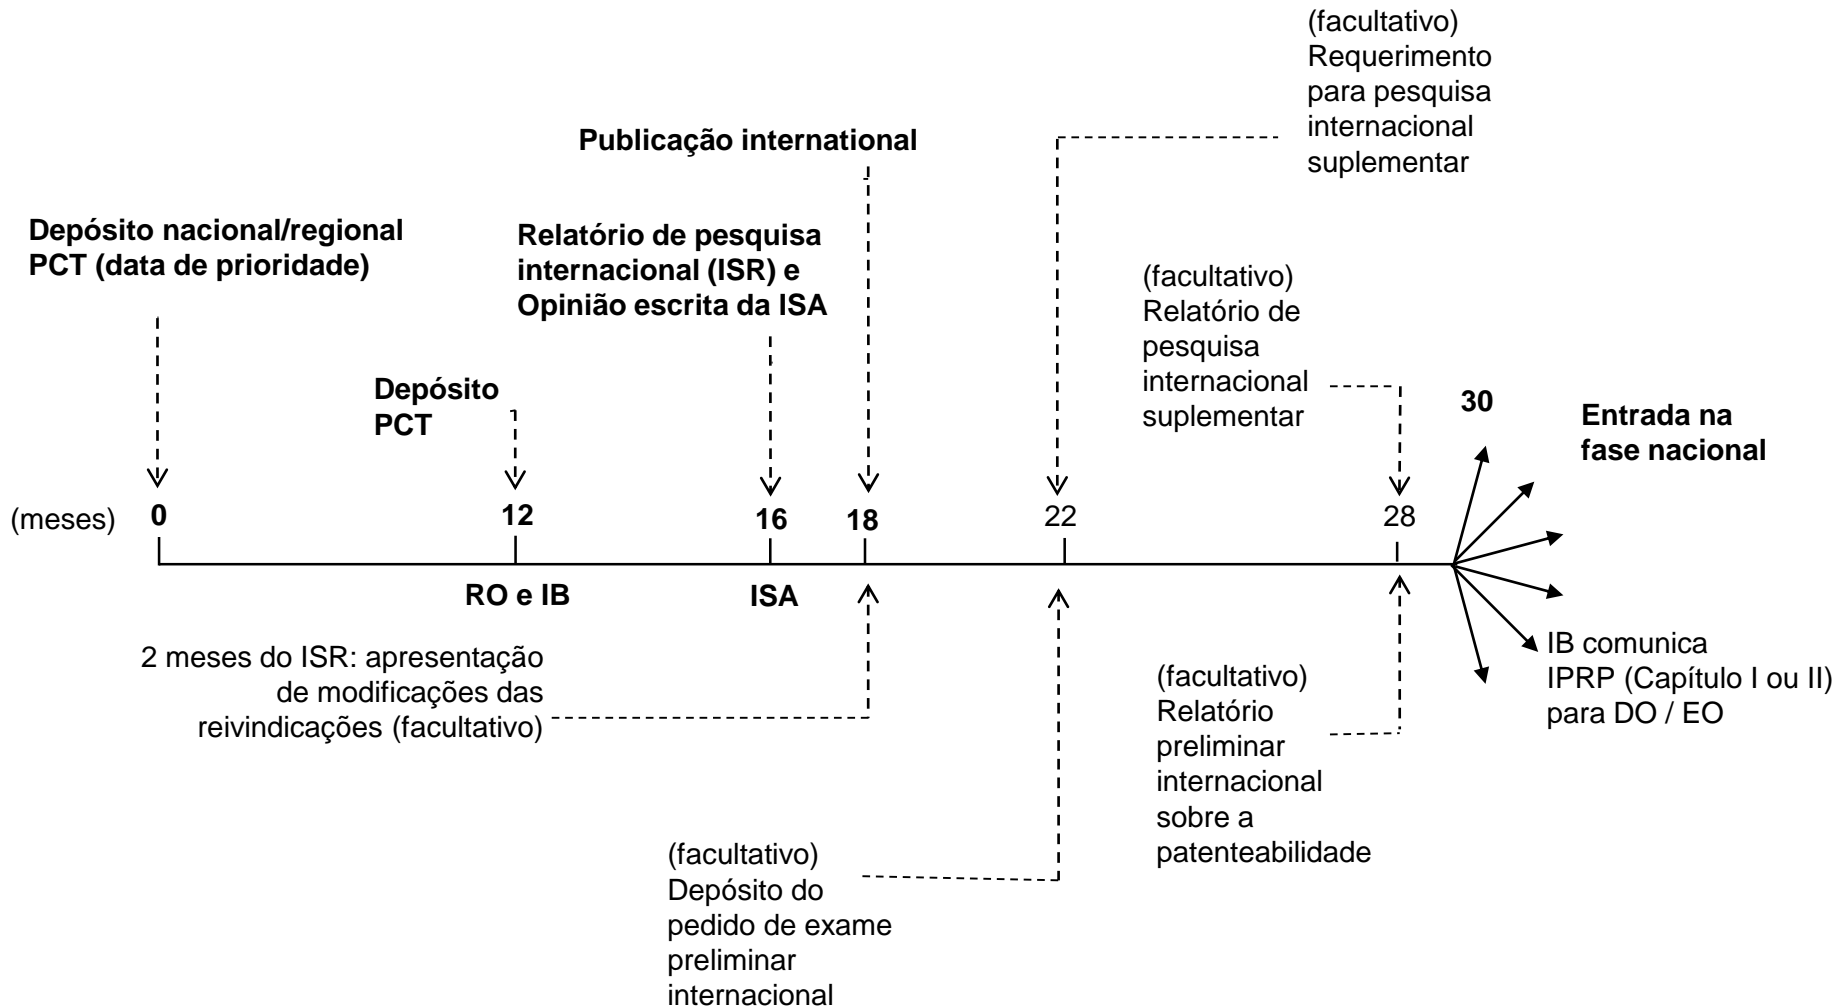 (facultativo)
Requerimento
para pesquisa
internacional
suplementar
Publicação international
Depósito nacional/regional
PCT (data de prioridade)
Relatório de pesquisa
internacional (ISR) e
Opinião escrita da ISA
(facultativo)
Relatório de
pesquisa
internacional
suplementar
Depósito
PCT
30
Entrada na
fase nacional
(meses) 0 12 16 18 22 28
RO e IB ISA
2 meses do ISR: apresentação
de modificações das
reivindicações (facultativo)
IB comunica
IPRP (Capítulo I ou II)
para DO / EO
(facultativo)
Relatório
preliminar
internacional
sobre a
patenteabilidade
(facultativo)
Depósito do
pedido de exame
preliminar
internacional